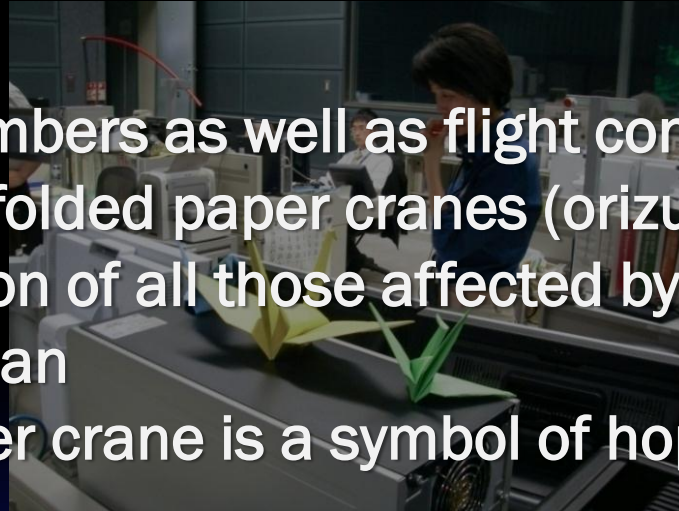 mbers as well as flight con
folded paper cranes (orizu
on of all those affected by
an
er crane is a symbol of hop